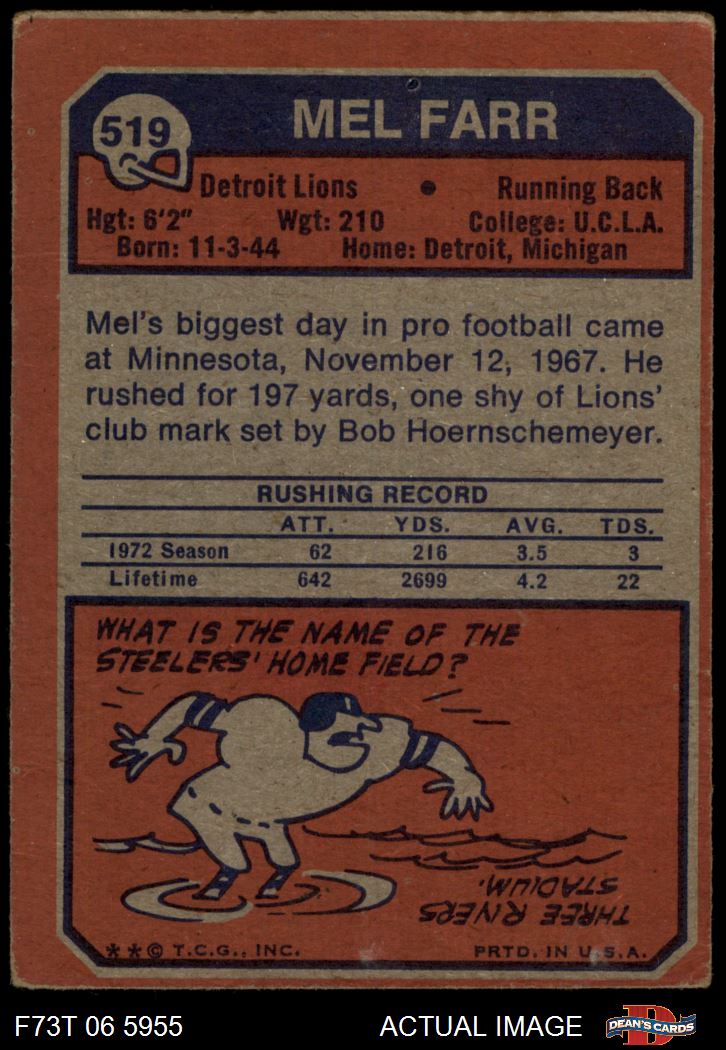 519
MEL FARR
Detroit Lions • Running Back
Hgt: 6'2" Wgt: 210 College: U.C.L.A.
Born: 11-3-44 Home: Detroit, Michigan
Mel's biggest day in pro football came
at Minnesota, November 12, 1967. He
rushed for 197 yards, one shy of Lions'
club mark set by Bob Hoernschemeyer.
RUSHING RECORD
ATT. YDS. AVG. TDS.
1972 Season 62 216 3.5 3
Lifetime 642 2699 4.2 22
WHAT IS THE NAME OF THE
STEELERS' HOME FIELD?
THREE RIVERS
STADIUM.
**© T.C.G., INC. PRTD. IN U.S.A.
F73T 06 5955 ACTUAL IMAGE D DEAN'S CARDS